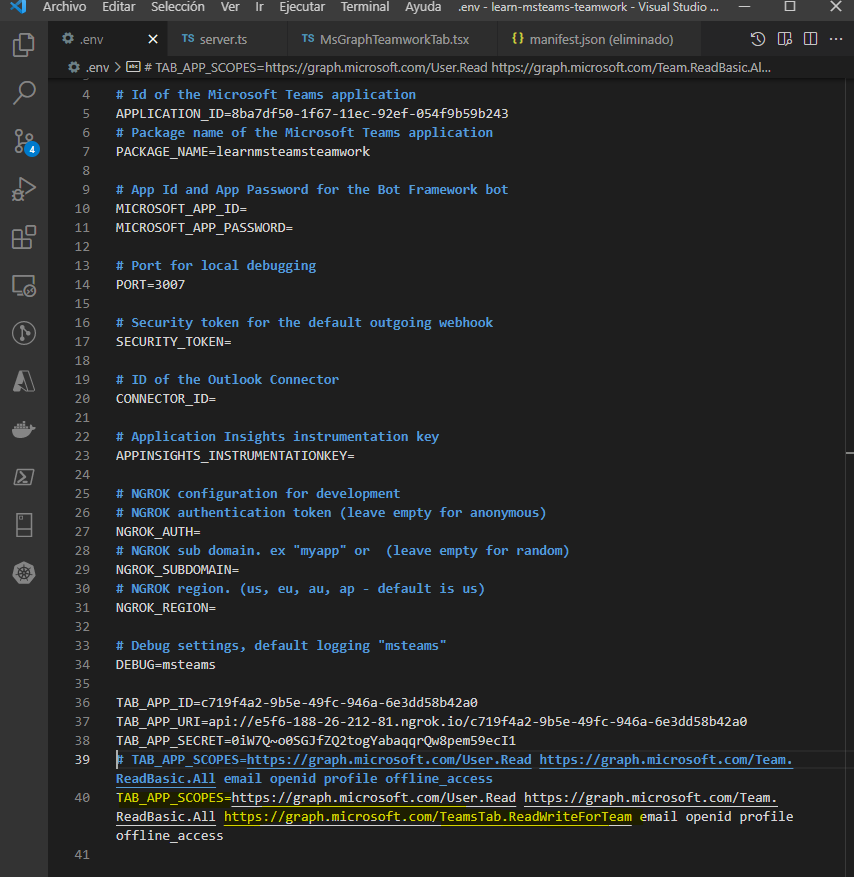 Archivo Editar Selección Ver Ir Ejecutar Terminal Ayuda .env - learn-msteams-teamwork - Visual Studio ...
.env TS server.ts TS MsGraphTeamworkTab.tsx {} manifest.json (eliminado)
.env > abc # TAB_APP_SCOPES=https://graph.microsoft.com/User.Read https://graph.microsoft.com/Team.ReadBasic.Al...
4 # Id of the Microsoft Teams application
5 APPLICATION_ID=8ba7df50-1f67-11ec-92ef-054f9b59b243
6 # Package name of the Microsoft Teams application
7 PACKAGE_NAME=learnmsteamsteamwork
8
9 # App Id and App Password for the Bot Framework bot
10 MICROSOFT_APP_ID=
11 MICROSOFT_APP_PASSWORD=
12
13 # Port for local debugging
14 PORT=3007
15
16 # Security token for the default outgoing webhook
17 SECURITY_TOKEN=
18
19 # ID of the Outlook Connector
20 CONNECTOR_ID=
21
22 # Application Insights instrumentation key
23 APPINSIGHTS_INSTRUMENTATIONKEY=
24
25 # NGROK configuration for development
26 # NGROK authentication token (leave empty for anonymous)
27 NGROK_AUTH=
28 # NGROK sub domain. ex "myapp" or  (leave empty for random)
29 NGROK_SUBDOMAIN=
30 # NGROK region. (us, eu, au, ap - default is us)
31 NGROK_REGION=
32
33 # Debug settings, default logging "msteams"
34 DEBUG=msteams
35
36 TAB_APP_ID=c719f4a2-9b5e-49fc-946a-6e3dd58b42a0
37 TAB_APP_URI=api://e5f6-188-26-212-81.ngrok.io/c719f4a2-9b5e-49fc-946a-6e3dd58b42a0
38 TAB_APP_SECRET=0iW7Q~o0SGJfZQ2togYabaqqrQw8pem59ecI1
39 # TAB_APP_SCOPES=https://graph.microsoft.com/User.Read https://graph.microsoft.com/Team.
ReadBasic.All email openid profile offline_access
40 TAB_APP_SCOPES=https://graph.microsoft.com/User.Read https://graph.microsoft.com/Team.
ReadBasic.All https://graph.microsoft.com/TeamsTab.ReadWriteForTeam email openid profile
offline_access
41
4